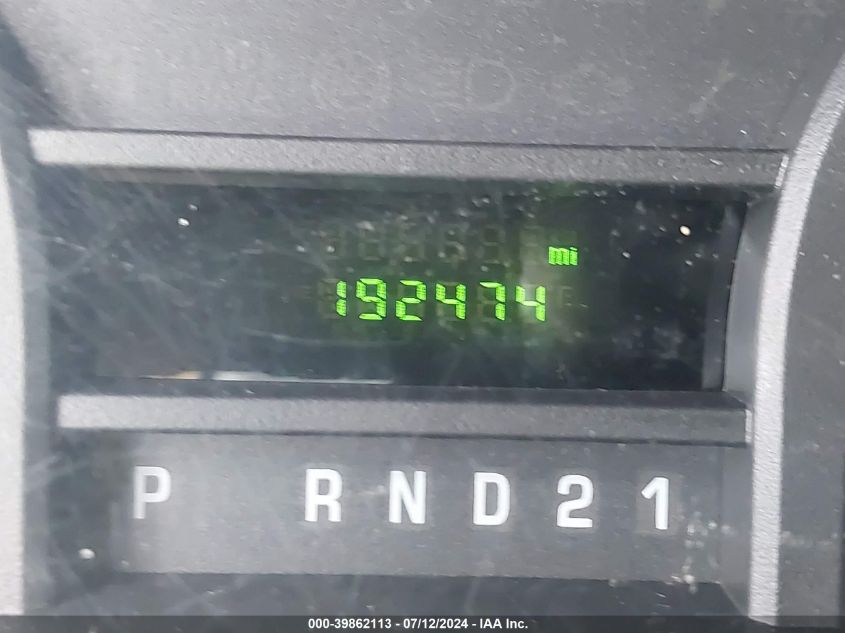 mi
192474
P R N D 2 1
000-39862113 - 07/12/2024 - IAA Inc.